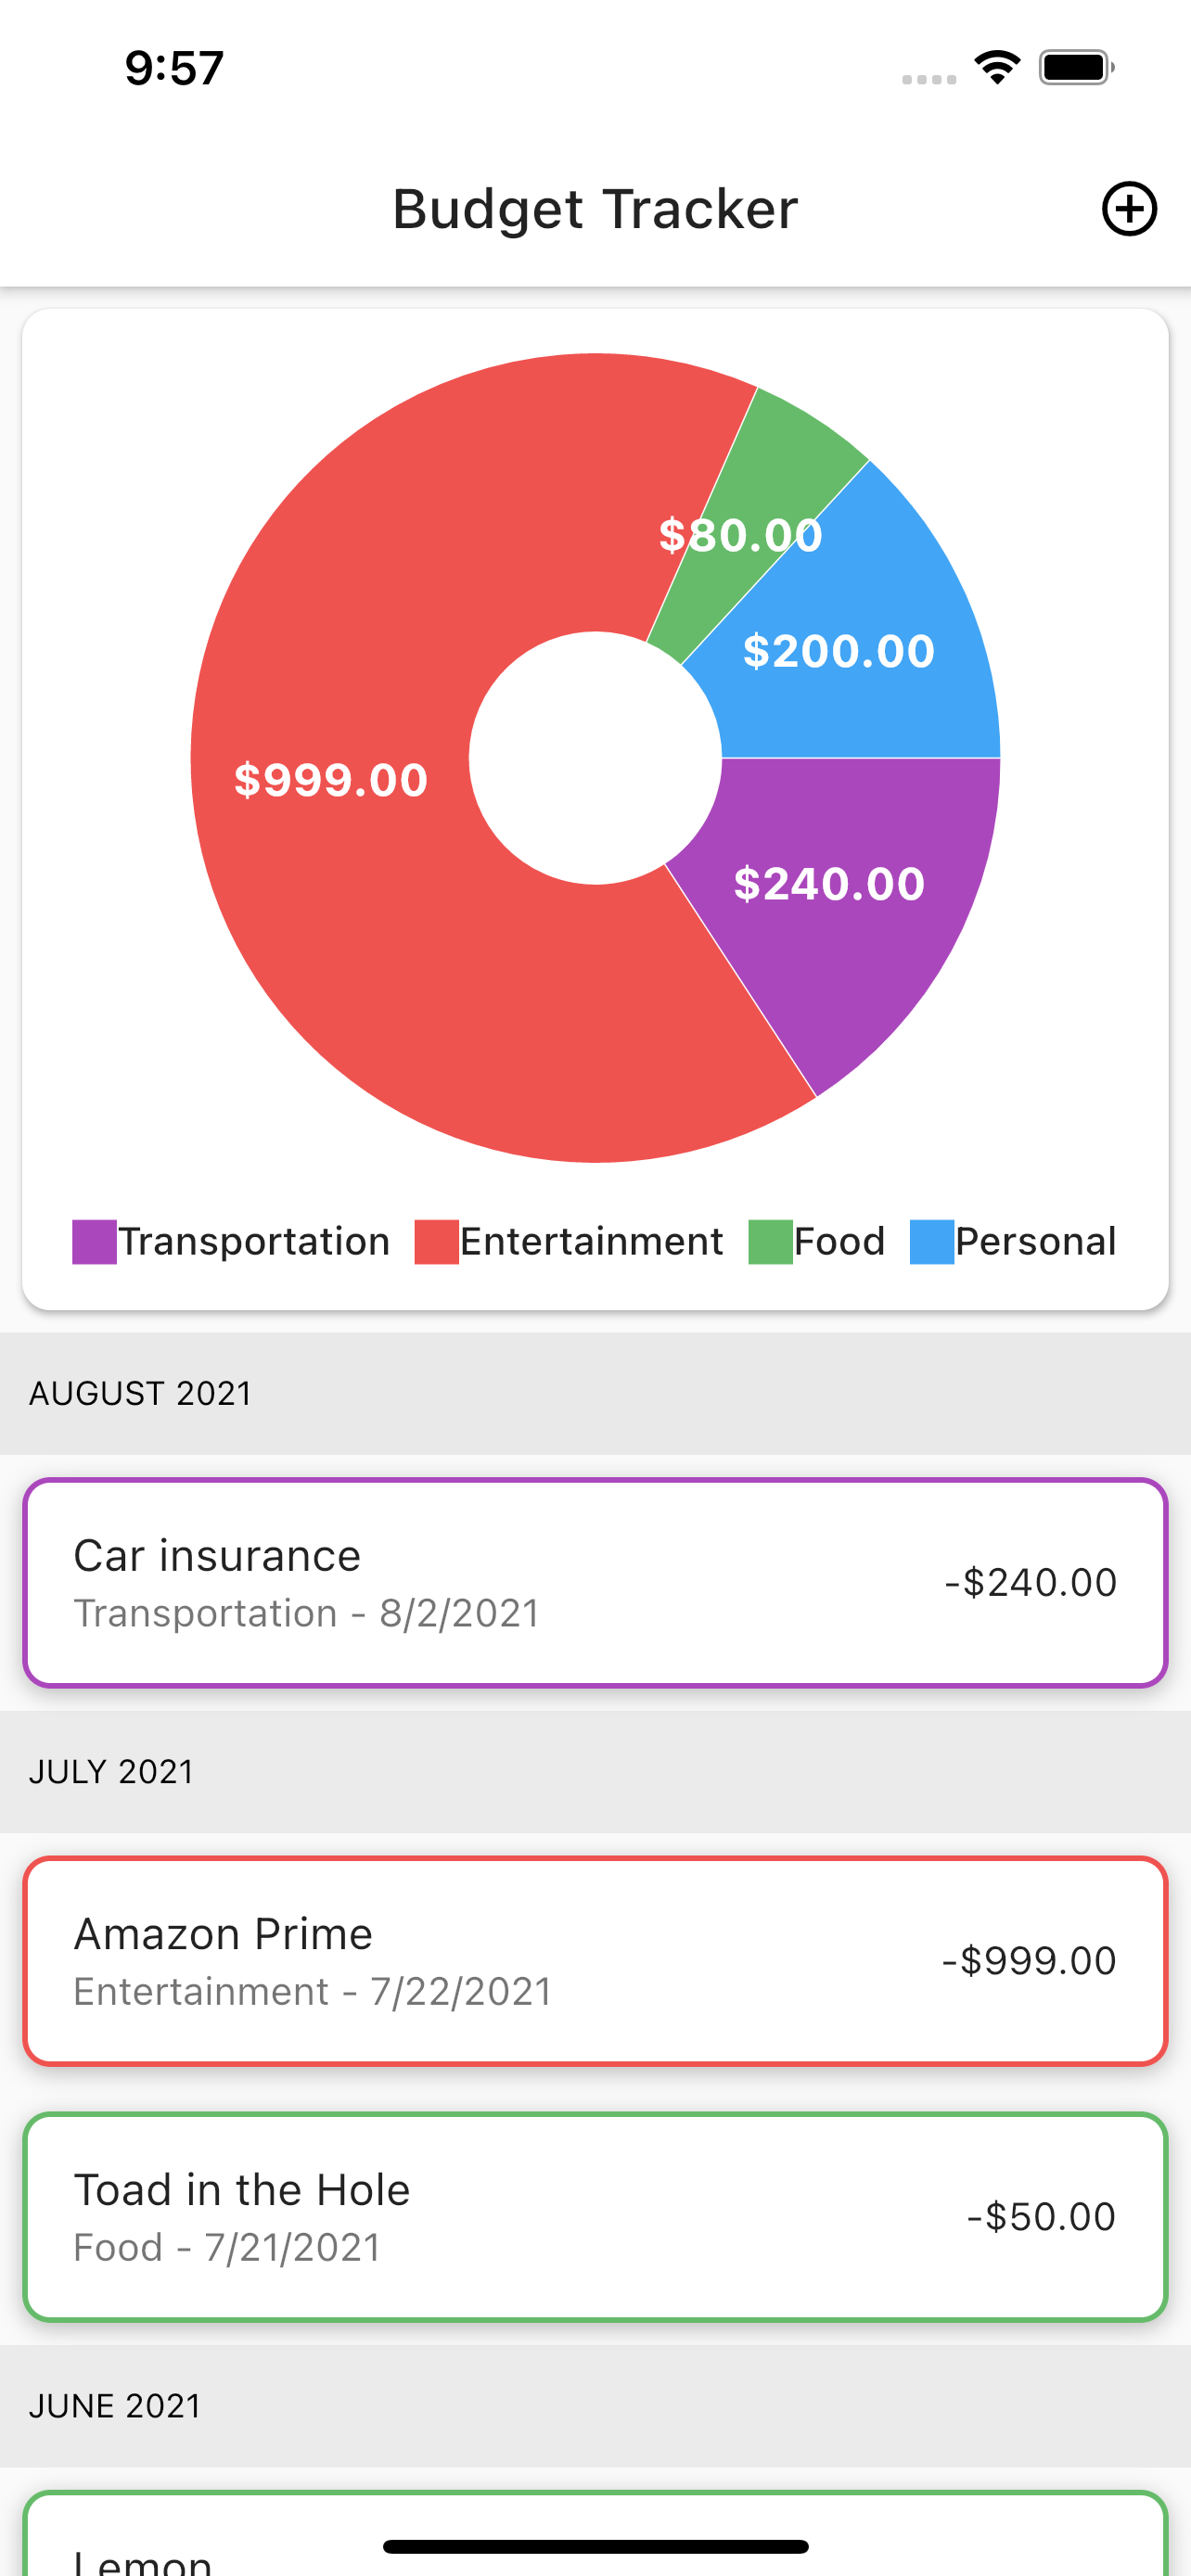 9:57
Budget Tracker
$80.00
$200.00
$999.00
$240.00
Transportation Entertainment Food Personal
AUGUST 2021
Car insurance
-$240.00
Transportation - 8/2/2021
JULY 2021
Amazon Prime
-$999.00
Entertainment - 7/22/2021
Toad in the Hole
-$50.00
Food - 7/21/2021
JUNE 2021
Lemon